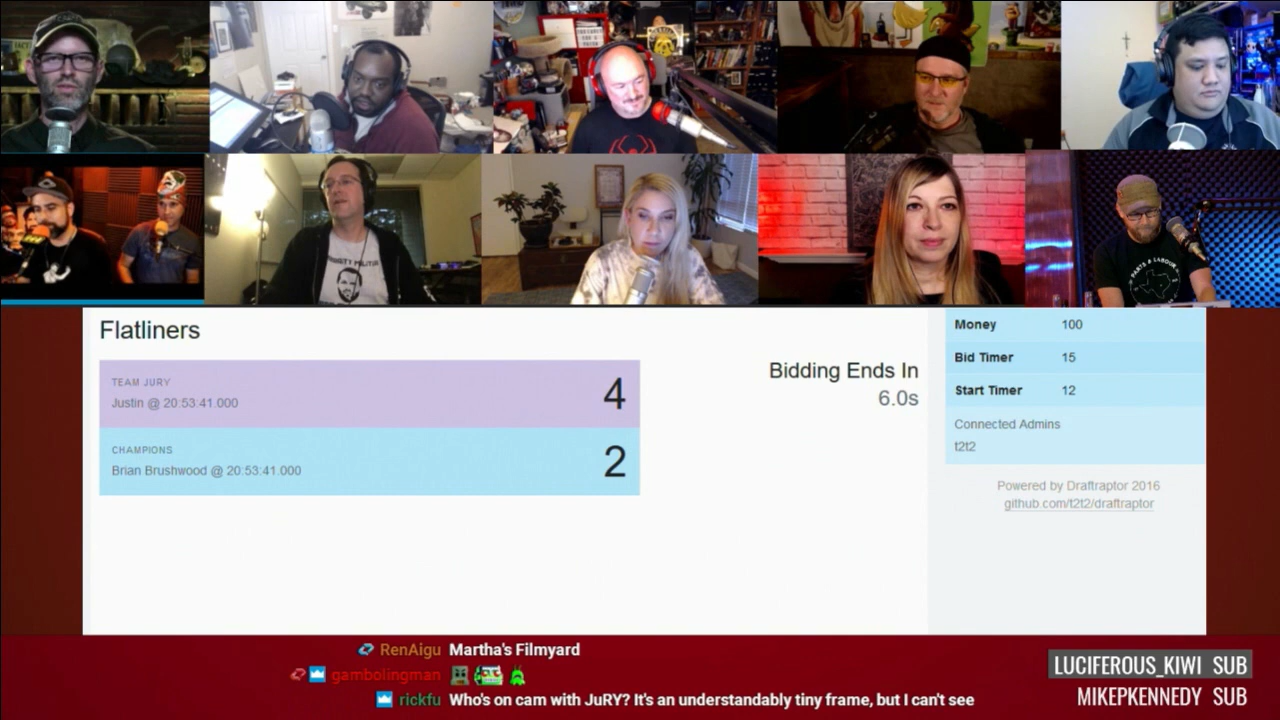 Flatliners
TEAM JURY
Justin @ 20:53:41.000
4
CHAMPIONS
Brian Brushwood @ 20:53:41.000
2
Bidding Ends In
6.0s
Money 100
Bid Timer 15
Start Timer 12
Connected Admins
t2t2
Powered by Draftraptor 2016
github.com/t2t2/draftraptor
RenAigu Martha's Filmyard
gambolingman
rickfu Who's on cam with JuRY? It's an understandably tiny frame, but I can't see
LUCIFEROUS_KIWI SUB
MIKEPKENNEDY SUB